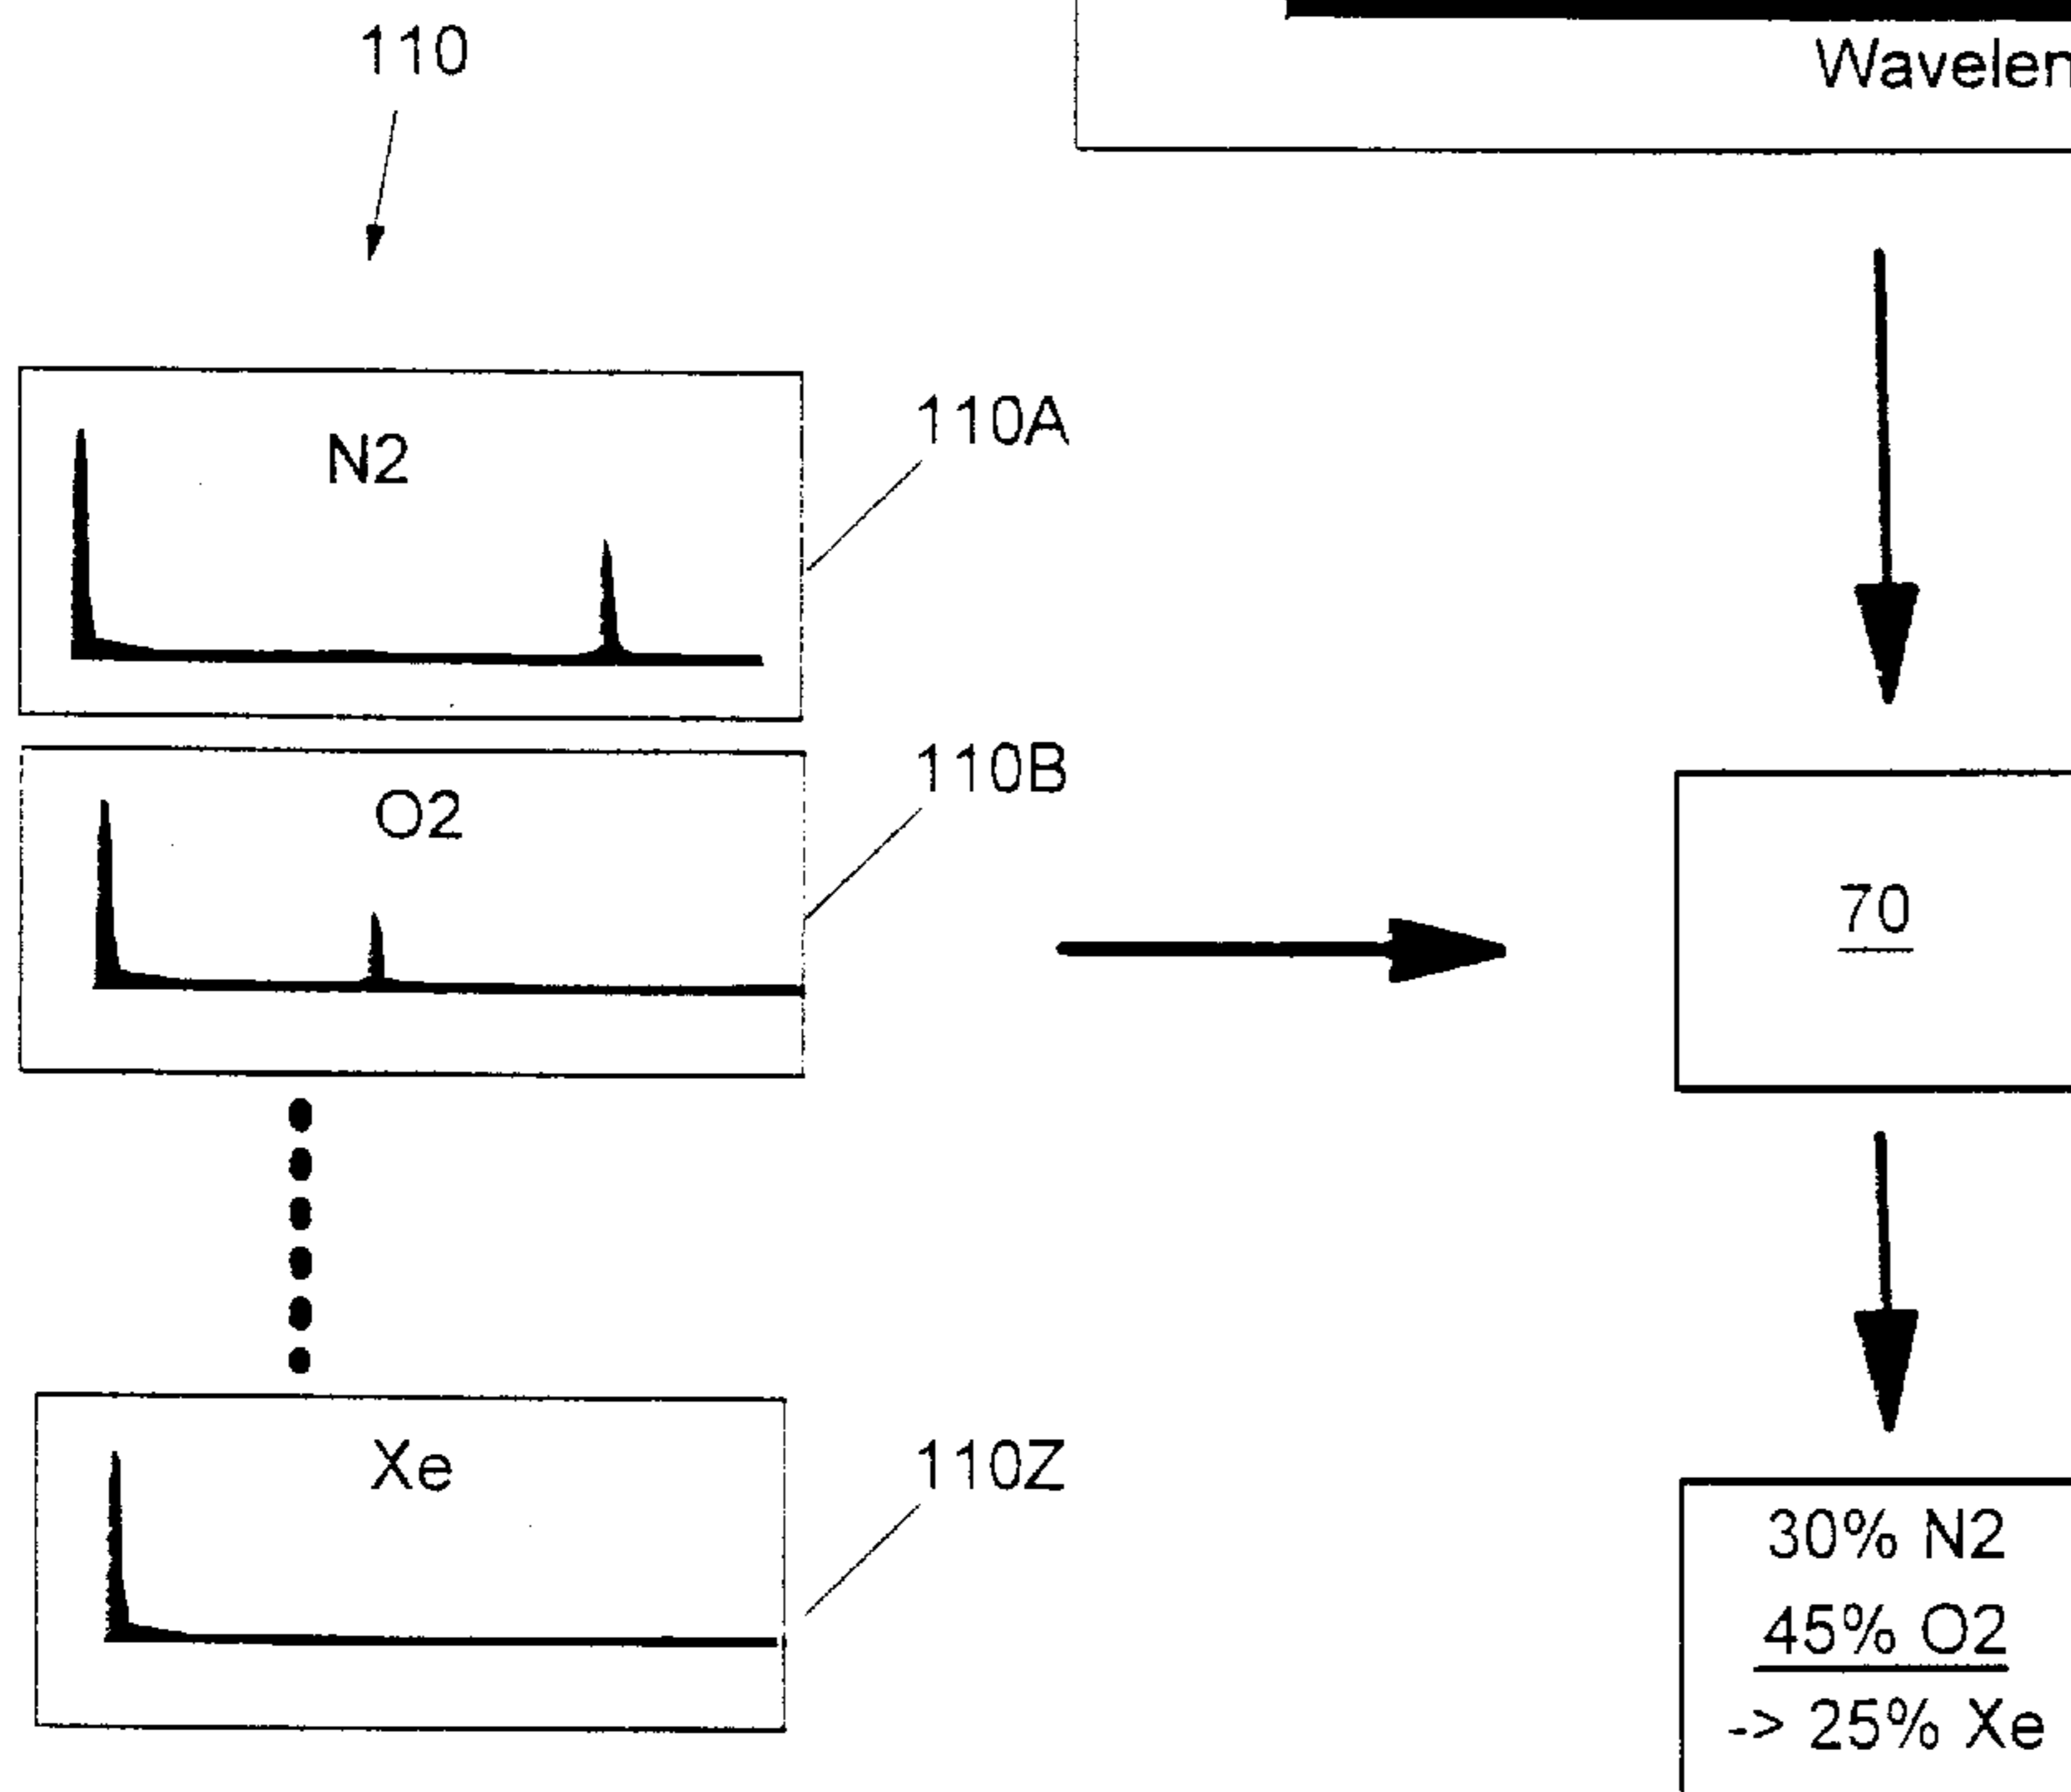 110
Wavelen
N2
110A
O2
110B
70
Xe
110Z
30% N2
45% O2
-> 25% Xe